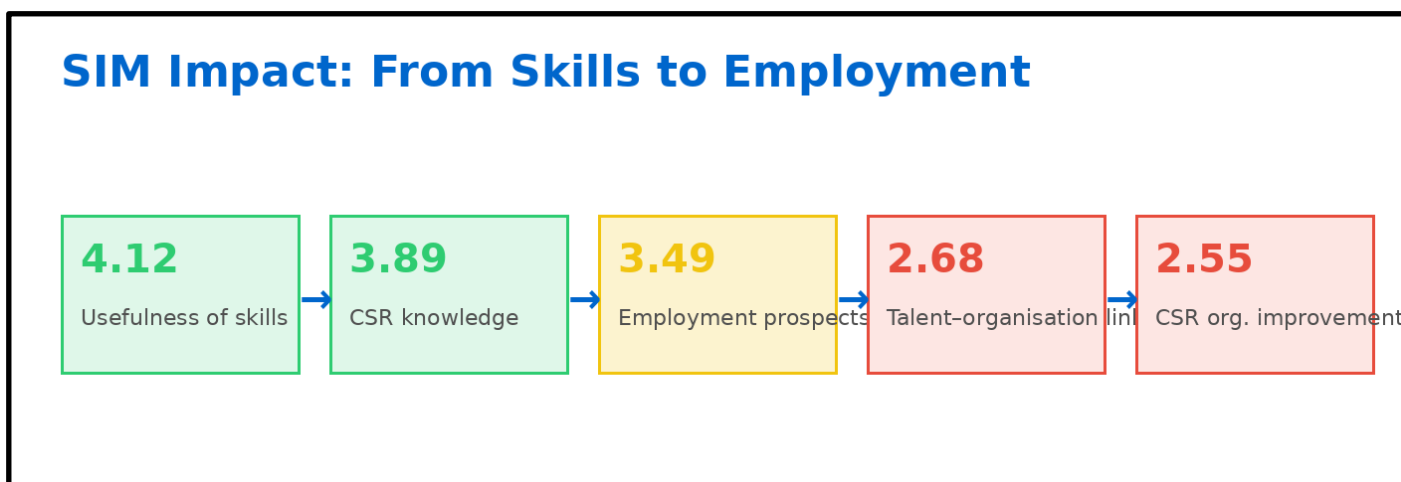 SIM Impact: From Skills to Employment
4.12
Usefulness of skills
→
3.89
CSR knowledge
→
3.49
Employment prospects
→
2.68
Talent–organisation link
→
2.55
CSR org. improvement